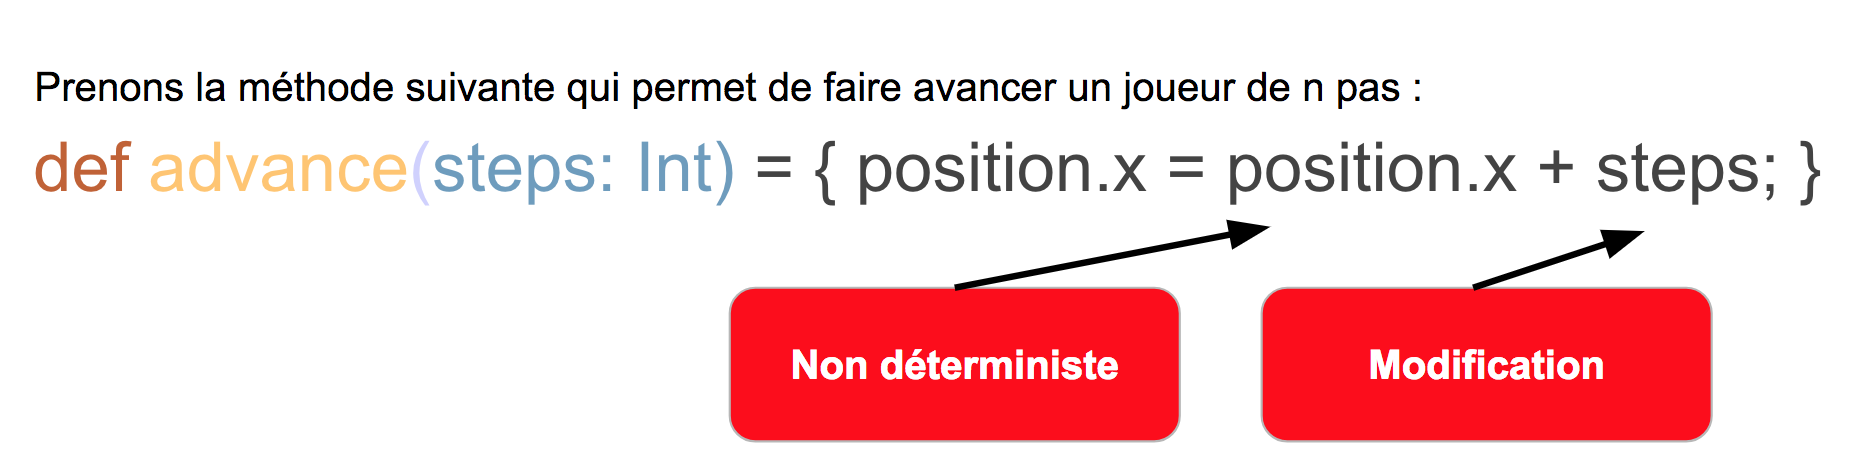 Prenons la méthode suivante qui permet de faire avancer un joueur de n pas :
def advance(steps: Int) = { position.x = position.x + steps; }
Non déterministe
Modification